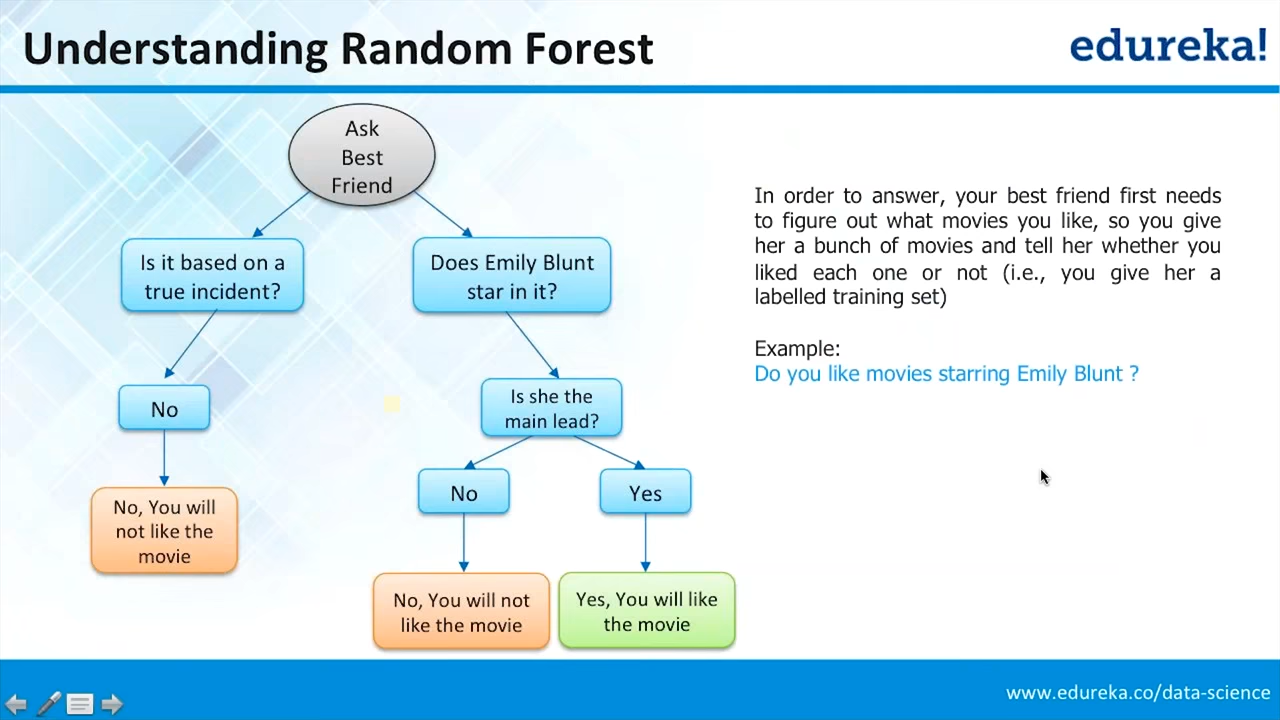 Understanding Random Forest
edureka!
Ask
Best
Friend
Is it based on a
true incident?
Does Emily Blunt
star in it?
No
Is she the
main lead?
No
Yes
No, You will
not like the
movie
No, You will not
like the movie
Yes, You will like
the movie
In order to answer, your best friend first needs
to figure out what movies you like, so you give
her a bunch of movies and tell her whether you
liked each one or not (i.e., you give her a
labelled training set)
Example:
Do you like movies starring Emily Blunt ?
www.edureka.co/data-science